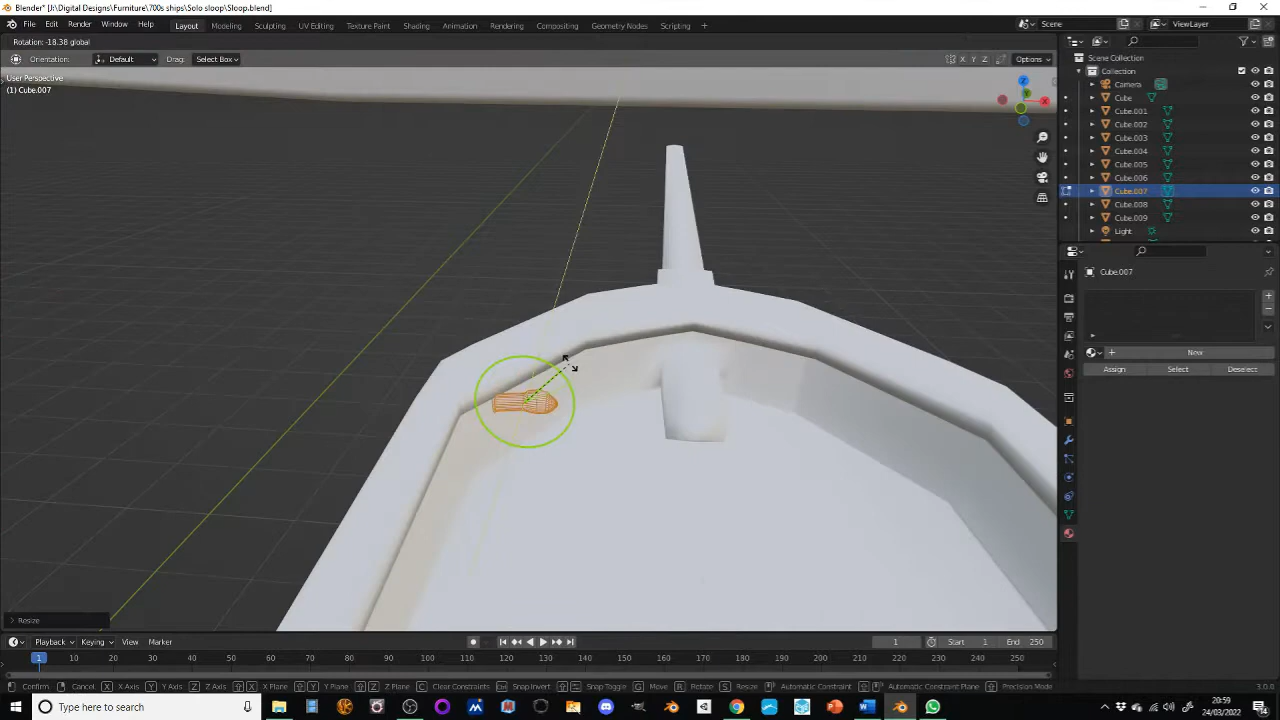 Blender* [J:\Digital Designs\Furniture\'700s ships\Solo sloop\Sloop.blend]
File Edit Render Window Help Layout Modeling Sculpting UV Editing Texture Paint Shading Animation Rendering Compositing Geometry Nodes Scripting + Scene ViewLayer
Rotation: -18.38 global
Orientation: Default Drag: Select Box X Y Z Options
User Perspective
(1) Cube.007
Z
X
Scene Collection
Collection
Camera
Cube
Cube.001
Cube.002
Cube.003
Cube.004
Cube.005
Cube.006
Cube.007
Cube.008
Cube.009
Light
Cube.007
New
Assign Select Deselect
Resize
Playback Keying View Marker 1 Start 1 End 250
1 10 20 30 40 50 60 70 80 90 100 110 120 130 140 150 160 170 180 190 200 210 220 230 240 250
Confirm Cancel X X-Axis Y Y-Axis Z Z-Axis X X Plane Y Y Plane Z Z Plane C Clear Constraints Snap Invert Snap Toggle G Move R Rotate S Resize Automatic Constraint Automatic Constraint Plane Precision Mode 3.0.0
Type here to search
20:59
24/03/2022
14